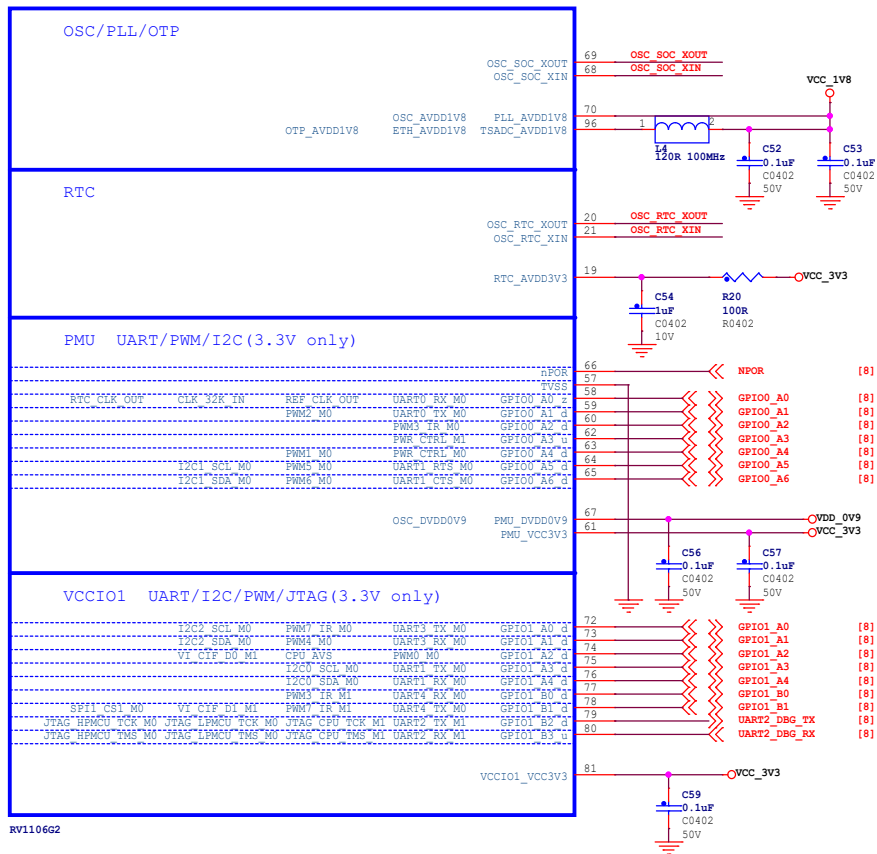 OSC/PLL/OTP
OSC_SOC_XOUT 69 OSC_SOC_XOUT
OSC_SOC_XIN 68 OSC_SOC_XIN
VCC_1V8
OSC_AVDD1V8 PLL_AVDD1V8 70
OTP_AVDD1V8 ETH_AVDD1V8 TSADC_AVDD1V8 96 1 2
L4
120R 100MHz
C52 C53
0.1uF 0.1uF
C0402 C0402
50V 50V
RTC
OSC_RTC_XOUT 20 OSC_RTC_XOUT
OSC_RTC_XIN 21 OSC_RTC_XIN
RTC_AVDD3V3 19 VCC_3V3
C54 R20
1uF 100R
C0402 R0402
10V
PMU UART/PWM/I2C(3.3V only)
nPOR 66 NPOR [8]
TVSS 57
RTC_CLK_OUT CLK_32K_IN REF_CLK_OUT UART0_RX_M0 GPIO0_A0_z 58 GPIO0_A0 [8]
PWM2_M0 UART0_TX_M0 GPIO0_A1_d 59 GPIO0_A1 [8]
PWM3_IR_M0 GPIO0_A2_d 60 GPIO0_A2 [8]
PWR_CTRL_M1 GPIO0_A3_u 62 GPIO0_A3 [8]
PWM1_M0 PWR_CTRL_M0 GPIO0_A4_d 63 GPIO0_A4 [8]
I2C1_SCL_M0 PWM5_M0 UART1_RTS_M0 GPIO0_A5_d 64 GPIO0_A5 [8]
I2C1_SDA_M0 PWM6_M0 UART1_CTS_M0 GPIO0_A6_d 65 GPIO0_A6 [8]
OSC_DVDD0V9 PMU_DVDD0V9 67 VDD_0V9
PMU_VCC3V3 61 VCC_3V3
C56 C57
0.1uF 0.1uF
C0402 C0402
50V 50V
VCCIO1 UART/I2C/PWM/JTAG(3.3V only)
I2C2_SCL_M0 PWM7_IR_M0 UART3_TX_M0 GPIO1_A0_d 72 GPIO1_A0 [8]
I2C2_SDA_M0 PWM4_M0 UART3_RX_M0 GPIO1_A1_d 73 GPIO1_A1 [8]
VI_CIF_D0_M1 CPU_AVS PWM0_M0 GPIO1_A2_d 74 GPIO1_A2 [8]
I2C0_SCL_M0 UART1_TX_M0 GPIO1_A3_d 75 GPIO1_A3 [8]
I2C0_SDA_M0 UART1_RX_M0 GPIO1_A4_d 76 GPIO1_A4 [8]
PWM3_IR_M1 UART4_RX_M0 GPIO1_B0_d 77 GPIO1_B0 [8]
SPI1_CS1_M0 VI_CIF_D1_M1 PWM7_IR_M1 UART4_TX_M0 GPIO1_B1_d 78 GPIO1_B1 [8]
JTAG_HPMCU_TCK_M0 JTAG_LPMCU_TCK_M0 JTAG_CPU_TCK_M1 UART2_TX_M1 GPIO1_B2_d 79 UART2_DBG_TX [8]
JTAG_HPMCU_TMS_M0 JTAG_LPMCU_TMS_M0 JTAG_CPU_TMS_M1 UART2_RX_M1 GPIO1_B3_u 80 UART2_DBG_RX [8]
VCCIO1_VCC3V3 81 VCC_3V3
C59
0.1uF
C0402
50V
RV1106G2